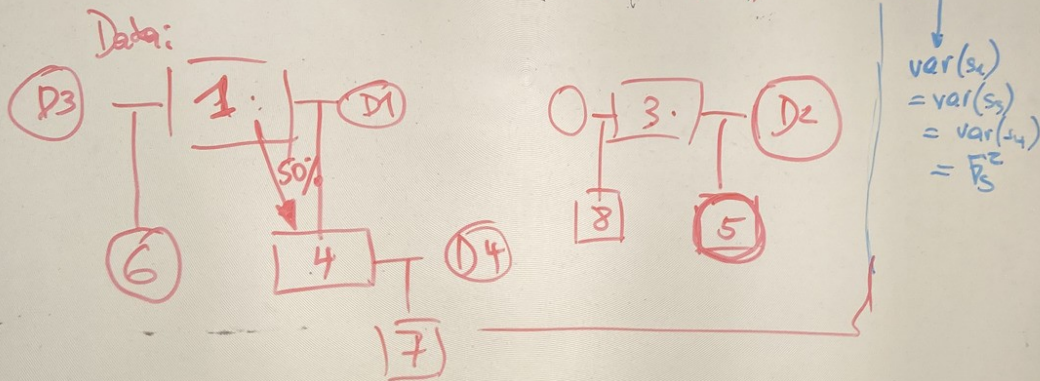 Data:
D3 1. D1 3. D2
50%
6 4 D4 8 5
7
var(s₁)
= var(s₃)
= var(s₄)
= σ̂s²